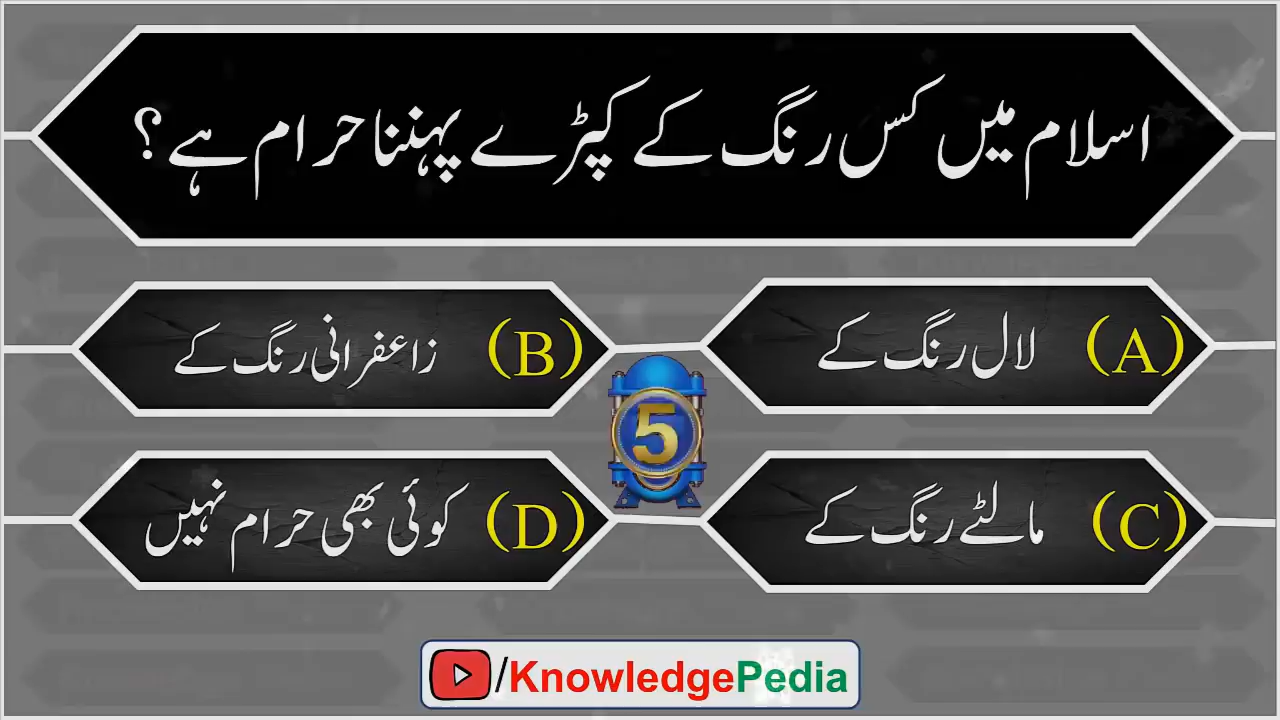 اسلام میں کس رنگ کے کپڑے پہننا حرام ہے؟
(A) لال رنگ کے
(B) زاعفرانی رنگ کے
5
(C) مالٹے رنگ کے
(D) کوئی بھی حرام نہیں
/KnowledgePedia